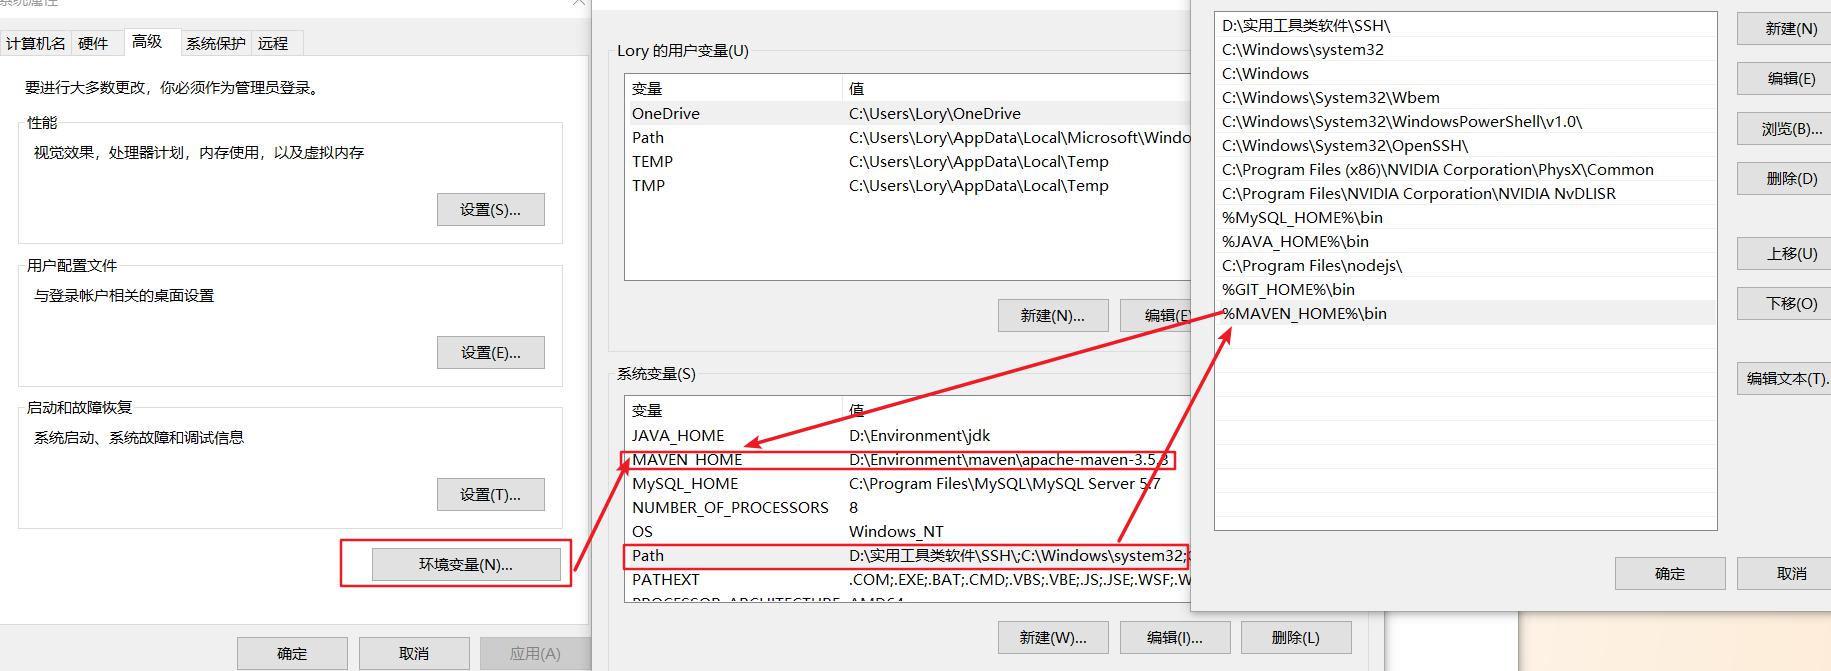 系统属性
计算机名
硬件
高级
系统保护
远程
要进行大多数更改，你必须作为管理员登录。
性能
视觉效果，处理器计划，内存使用，以及虚拟内存
设置(S)...
用户配置文件
与登录帐户相关的桌面设置
设置(E)...
启动和故障恢复
系统启动、系统故障和调试信息
设置(T)...
环境变量(N)...
确定
取消
应用(A)
Lory 的用户变量(U)
变量 值
OneDrive C:\Users\Lory\OneDrive
Path C:\Users\Lory\AppData\Local\Microsoft\Windo
TEMP C:\Users\Lory\AppData\Local\Temp
TMP C:\Users\Lory\AppData\Local\Temp
新建(N)...
编辑(E
系统变量(S)
变量 值
JAVA_HOME D:\Environment\jdk
MAVEN_HOME D:\Environment\maven\apache-maven-3.5.3
MySQL_HOME C:\Program Files\MySQL\MySQL Server 5.7
NUMBER_OF_PROCESSORS 8
OS Windows_NT
Path D:\实用工具类软件\SSH\;C:\Windows\system32;
PATHEXT .COM;.EXE;.BAT;.CMD;.VBS;.VBE;.JS;.JSE;.WSF;.W
PROCESSOR_ARCHITECTURE AMD64
新建(W)...
编辑(I)...
删除(L)
D:\实用工具类软件\SSH\
C:\Windows\system32
C:\Windows
C:\Windows\System32\Wbem
C:\Windows\System32\WindowsPowerShell\v1.0\
C:\Windows\System32\OpenSSH\
C:\Program Files (x86)\NVIDIA Corporation\PhysX\Common
C:\Program Files\NVIDIA Corporation\NVIDIA NvDLISR
%MySQL_HOME%\bin
%JAVA_HOME%\bin
C:\Program Files\nodejs\
%GIT_HOME%\bin
%MAVEN_HOME%\bin
新建(N)
编辑(E)
浏览(B)...
删除(D)
上移(U)
下移(O)
编辑文本(T).
确定
取消